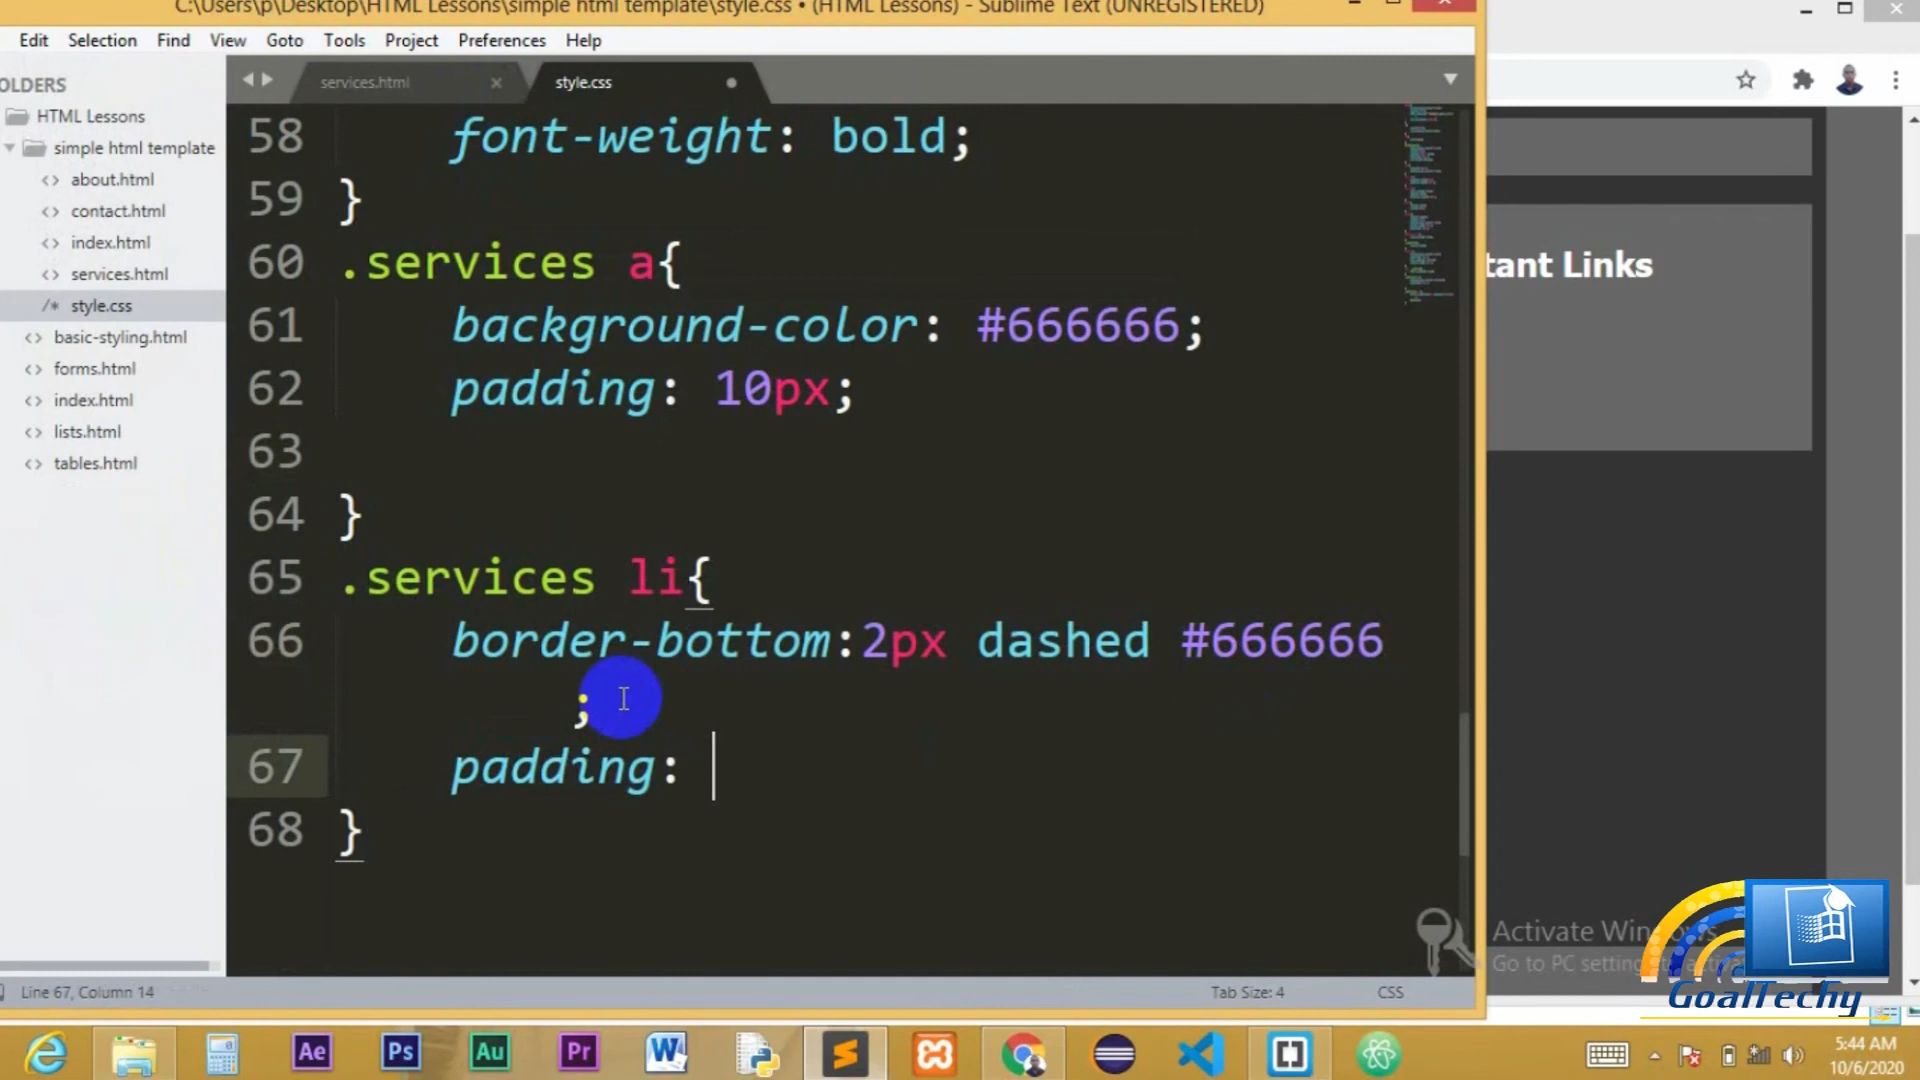 C:\Users\p\Desktop\HTML Lessons\simple html template\style.css • (HTML Lessons) - Sublime Text (UNREGISTERED)
Edit Selection Find View Goto Tools Project Preferences Help
OLDERS
HTML Lessons
simple html template
<> about.html
<> contact.html
<> index.html
<> services.html
/* style.css
<> basic-styling.html
<> forms.html
<> index.html
<> lists.html
<> tables.html
services.html × style.css
58 font-weight: bold;
59 }
60 .services a{
61 background-color: #666666;
62 padding: 10px;
63
64 }
65 .services li{
66 border-bottom:2px dashed #666666
;
67 padding:
68 }
tant Links
Activate Windows
Go to PC setting
GoalTechy
Line 67, Column 14
Tab Size: 4
CSS
Ae Ps Au Pr
5:44 AM
10/6/2020